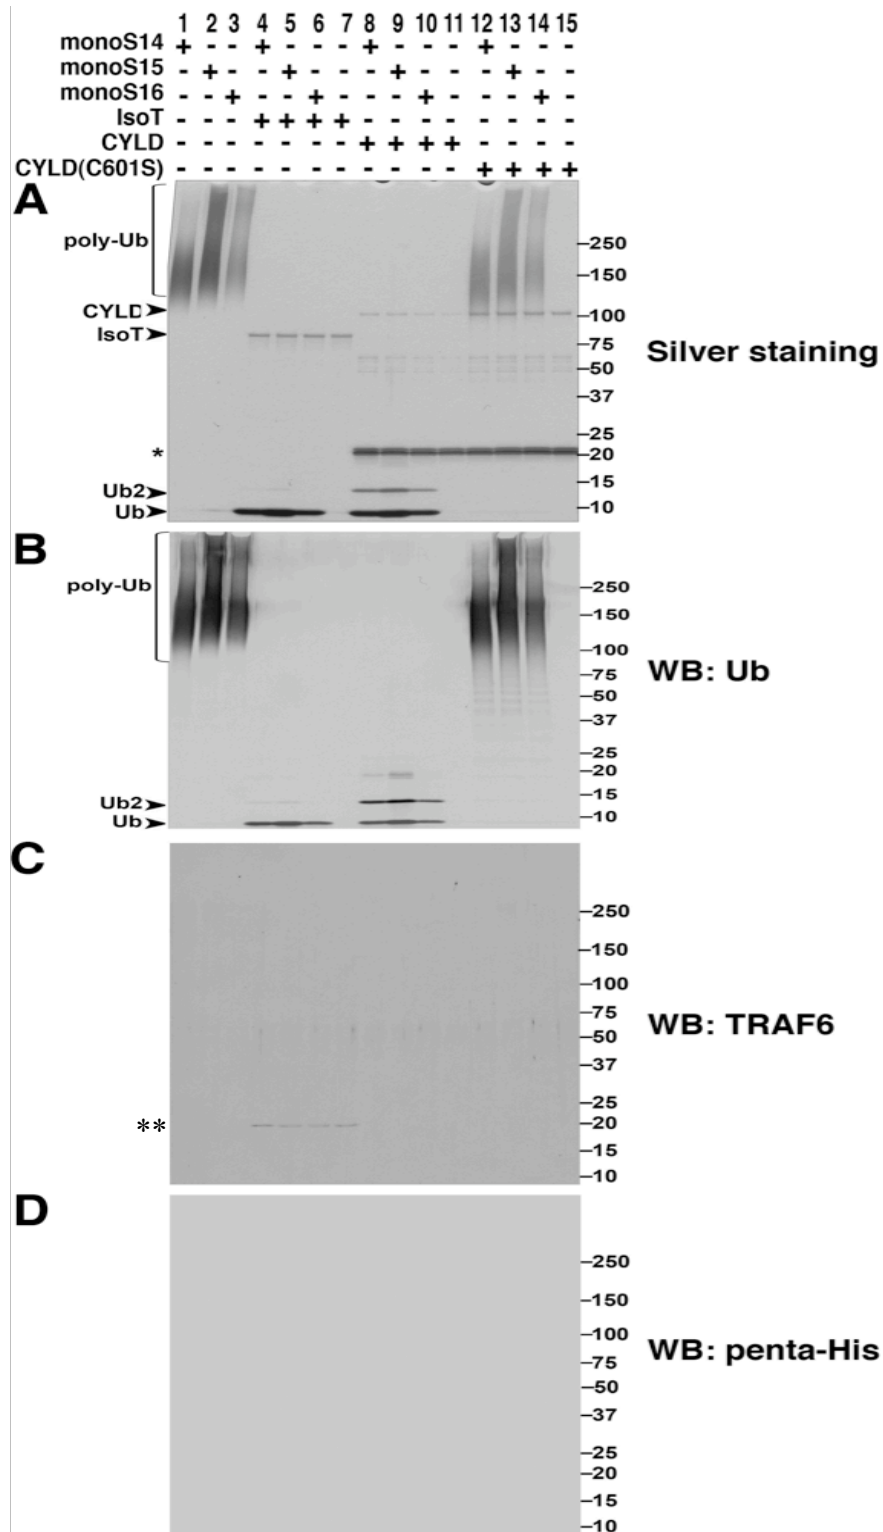 1 2 3 4 5 6 7 8 9 10 11 12 13 14 15
monoS14 + - - + - - - + - - - + - - -
monoS15 - + - - + - - - + - - - + - -
monoS16 - - + - - + - - - + - - - + -
IsoT - - - + + + + - - - - - - - -
CYLD - - - - - - - + + + + - - - -
CYLD(C601S) - - - - - - - - - - - + + + +
A
poly-Ub
–250
–150
CYLD
–100
IsoT
–75
Silver staining
–50
–37
–25
*
–20
–15
Ub2
Ub
–10
B
poly-Ub
–250
–150
–100
WB: Ub
–75
–50
–37
–25
–20
–15
Ub2
–10
Ub
C
–250
–150
–100
–75
WB: TRAF6
–50
–37
–25
**
–20
–15
–10
D
–250
–150
–100
WB: penta-His
–75
–50
–37
–25
–20
–15
–10